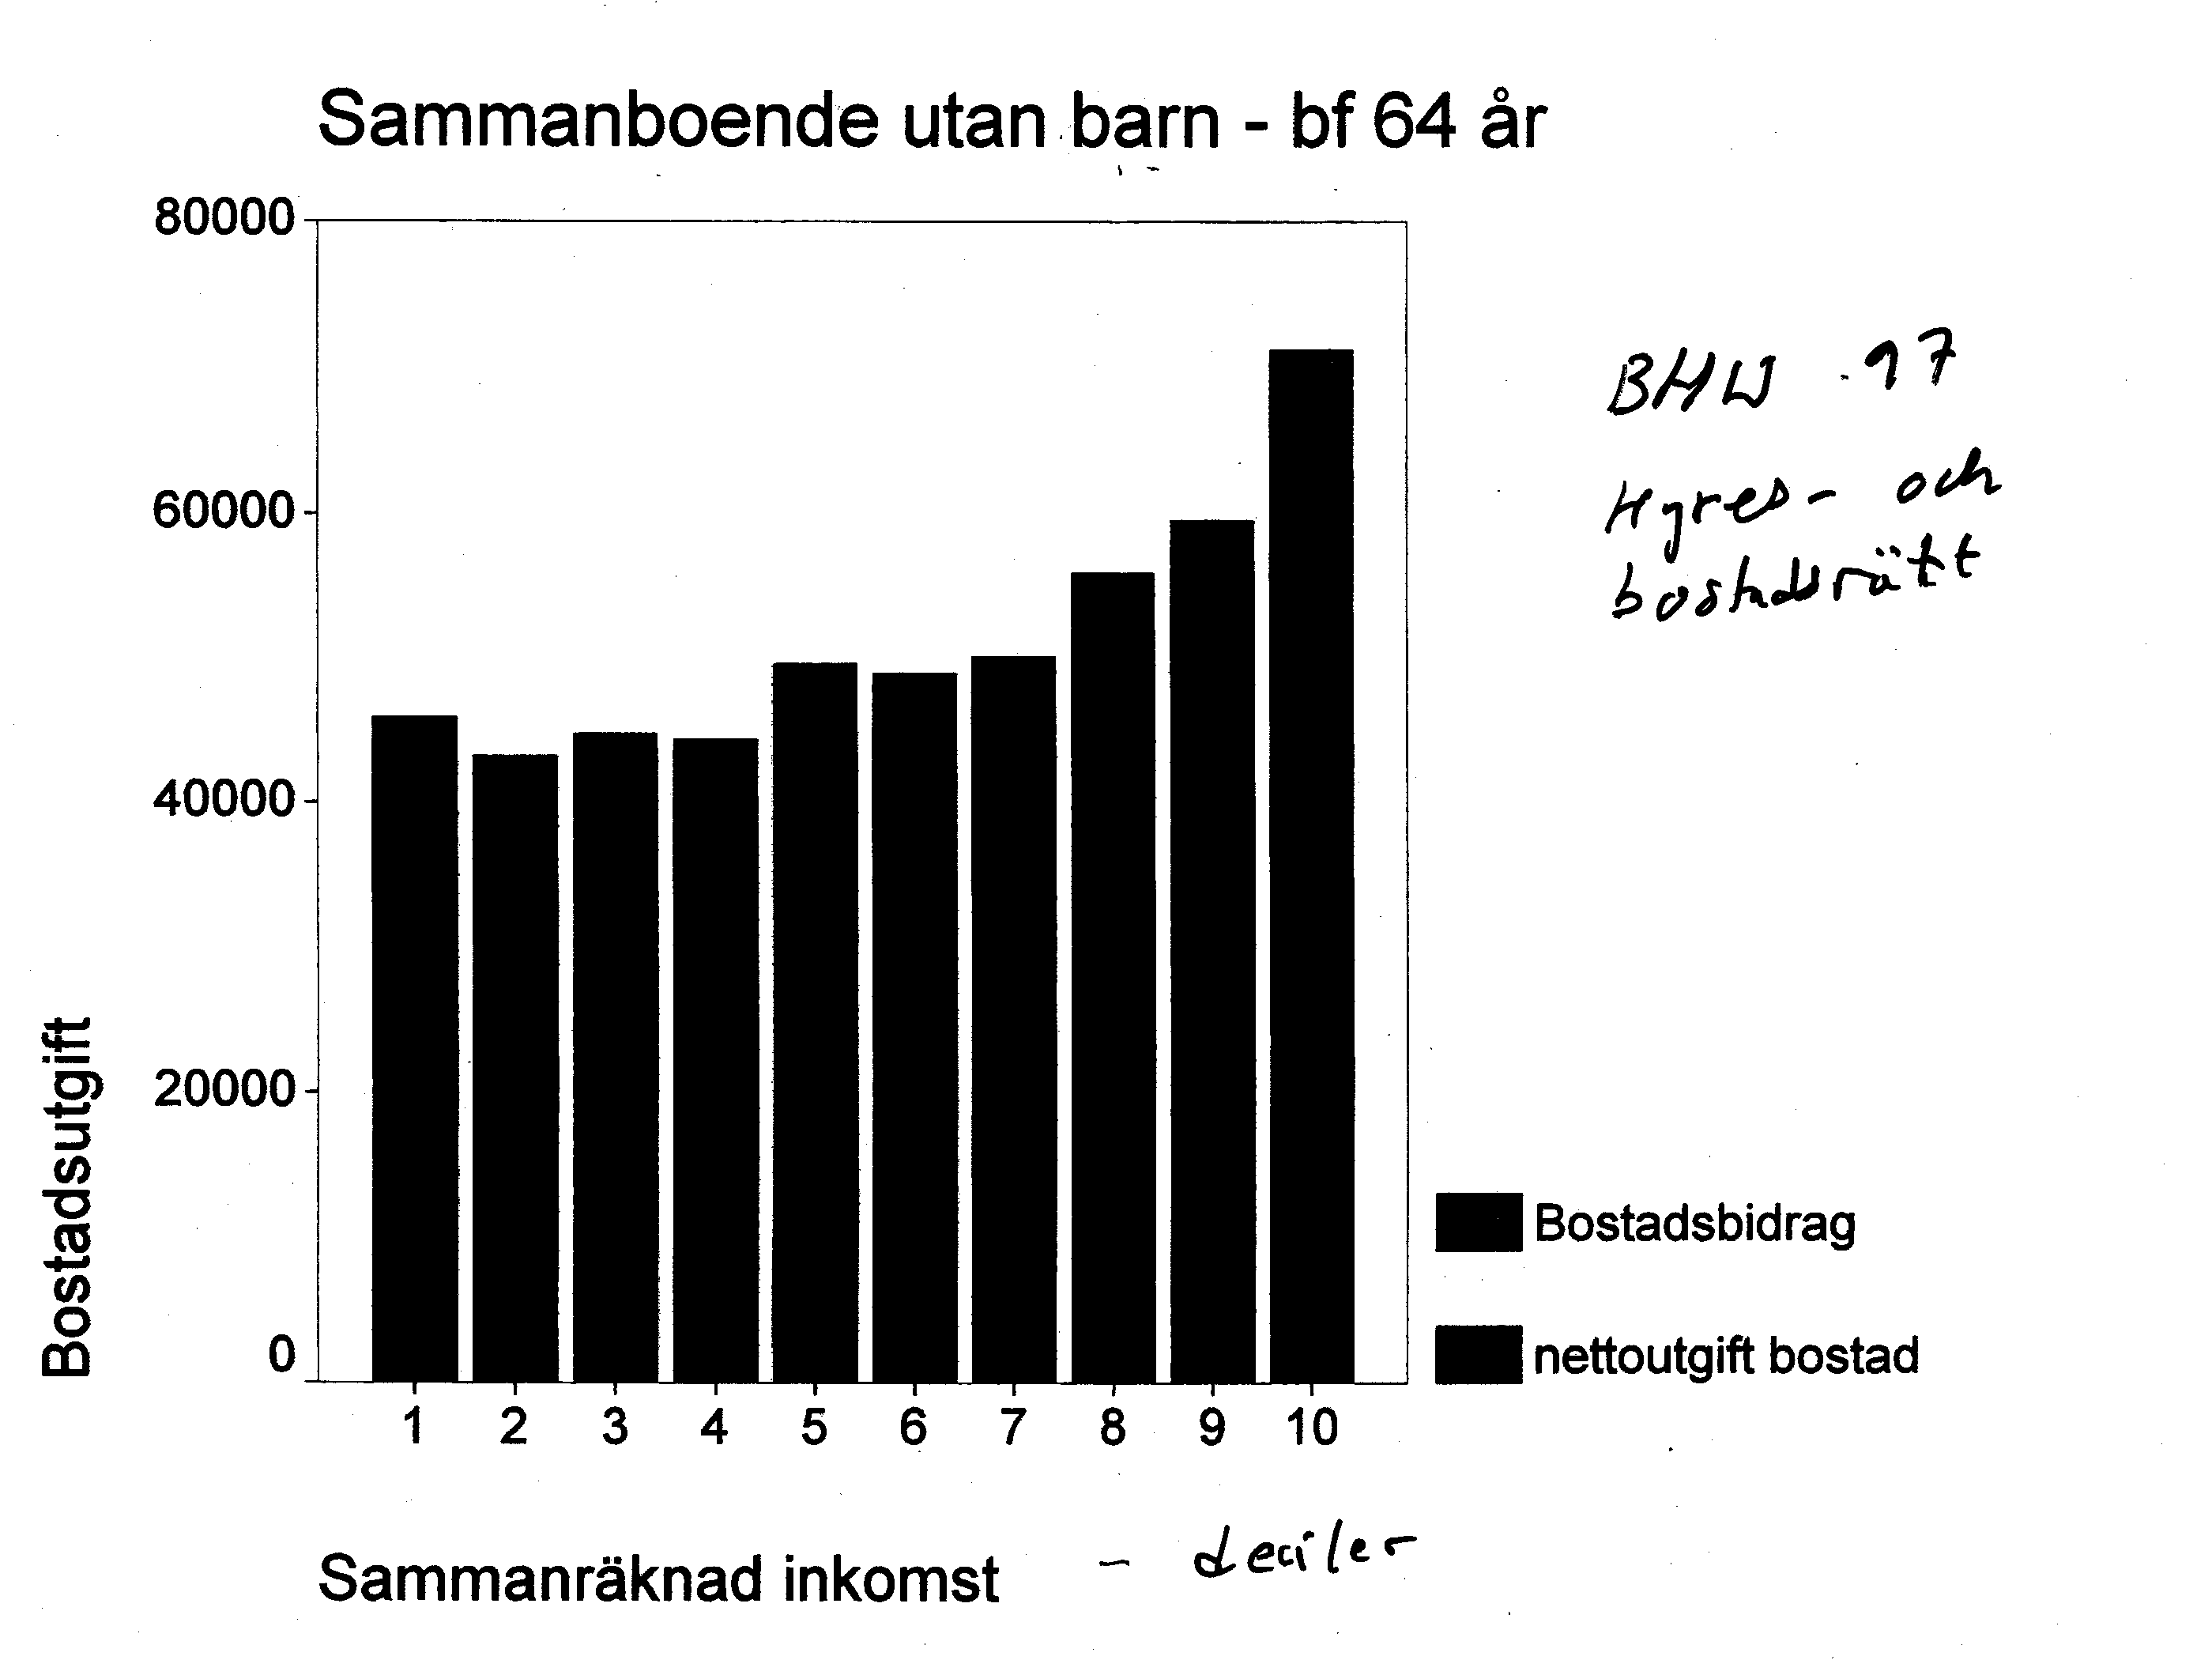 Sammanboende utan barn - bf 64 år
80000
60000
40000
20000
0
Bostadsutgift
1 2 3 4 5 6 7 8 9 10
Sammanräknad inkomst - deciler
BHU -97
Hyres- och
bostadsrätt
Bostadsbidrag
nettoutgift bostad